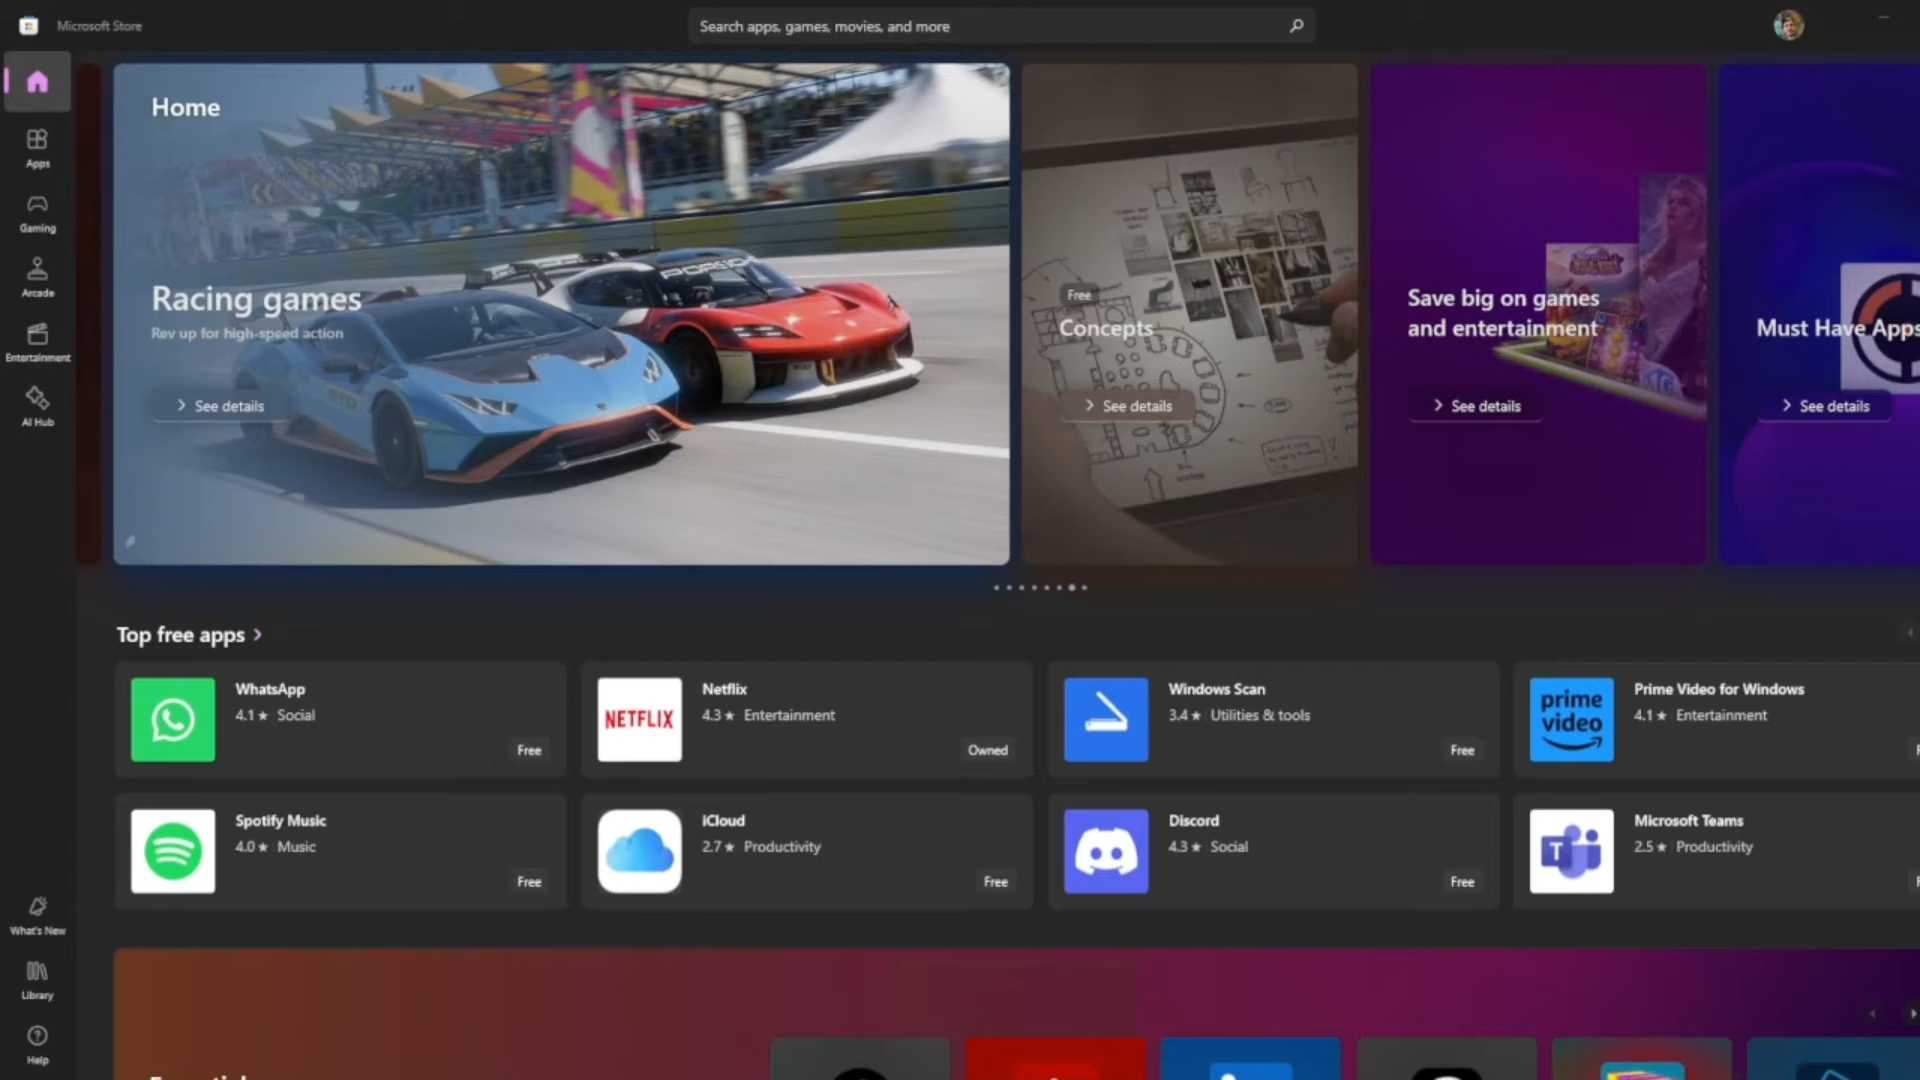 Microsoft Store
Search apps, games, movies, and more
Home
Apps
Gaming
Arcade
Entertainment
AI Hub
What's New
Library
Help
Racing games
Rev up for high-speed action
See details
PORSCHE
Free
Concepts
See details
Save big on games
and entertainment
See details
Must Have Apps
See details
Top free apps
WhatsApp
4.1★ Social
Free
NETFLIX
Netflix
4.3★ Entertainment
Owned
Windows Scan
3.4★ Utilities & tools
Free
prime
video
Prime Video for Windows
4.1★ Entertainment
Spotify Music
4.0★ Music
Free
iCloud
2.7★ Productivity
Free
Discord
4.3★ Social
Free
T
Microsoft Teams
2.5★ Productivity